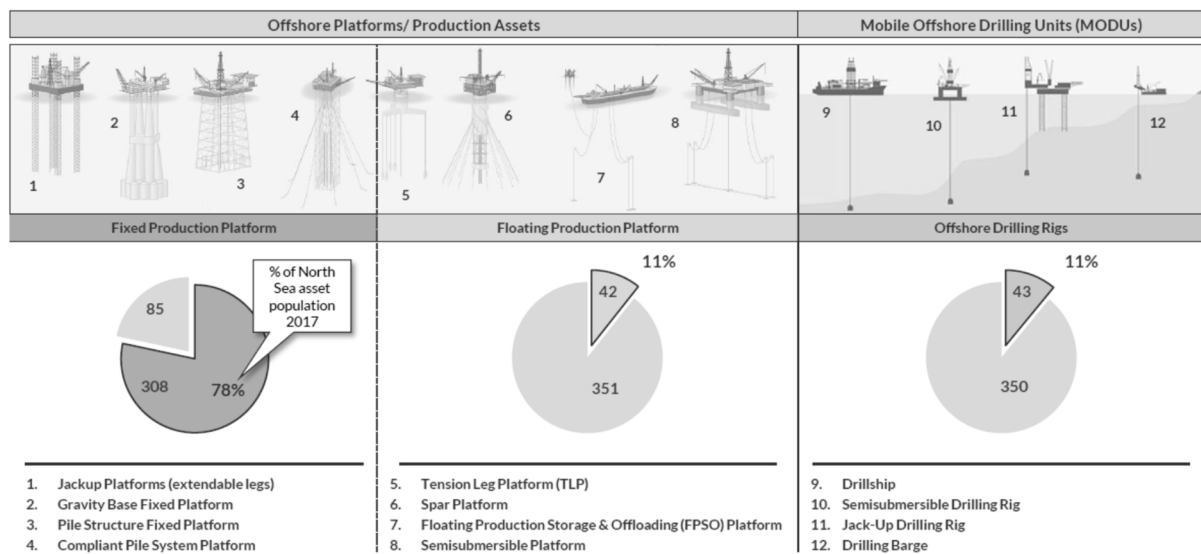 Offshore Platforms/ Production Assets
Mobile Offshore Drilling Units (MODUs)
1
2
3
4
5
6
7
8
9
10
11
12
Fixed Production Platform
Floating Production Platform
Offshore Drilling Rigs
% of North
Sea asset
population
2017
85
308
78%
11%
42
351
11%
43
350
1. Jackup Platforms (extendable legs)
2. Gravity Base Fixed Platform
3. Pile Structure Fixed Platform
4. Compliant Pile System Platform
5. Tension Leg Platform (TLP)
6. Spar Platform
7. Floating Production Storage & Offloading (FPSO) Platform
8. Semisubmersible Platform
9. Drillship
10. Semisubmersible Drilling Rig
11. Jack-Up Drilling Rig
12. Drilling Barge